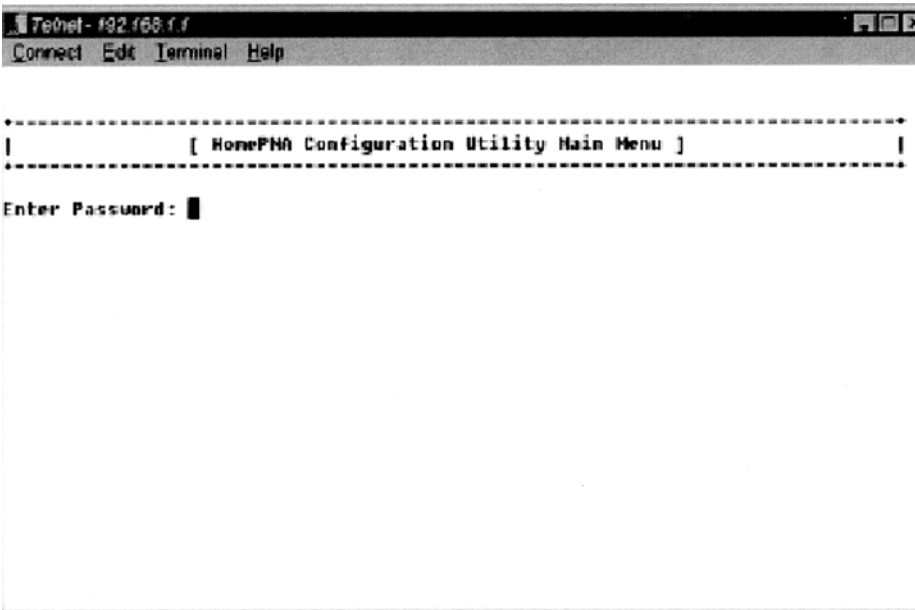 Telnet - 192.168.1.1
Connect Edit Terminal Help
[ HomePNA Configuration Utility Main Menu ]
Enter Password: